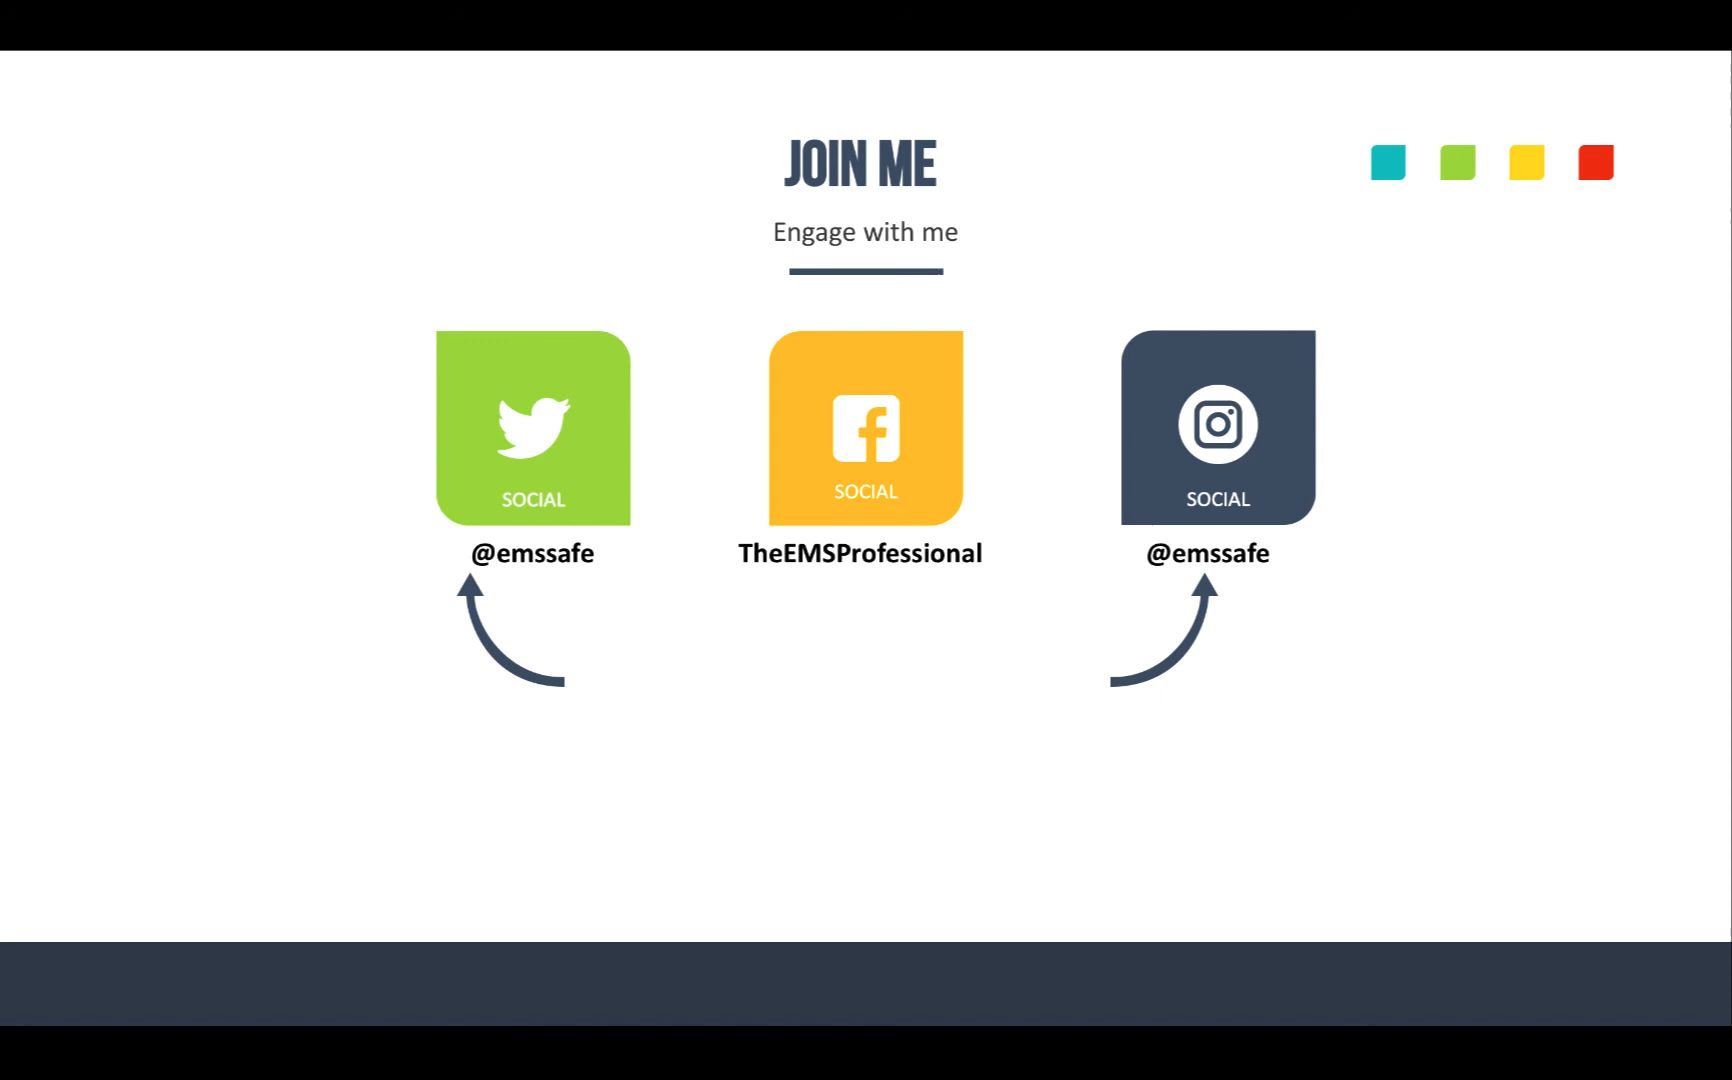 JOIN ME
Engage with me
SOCIAL
SOCIAL
SOCIAL
@emssafe
TheEMSProfessional
@emssafe